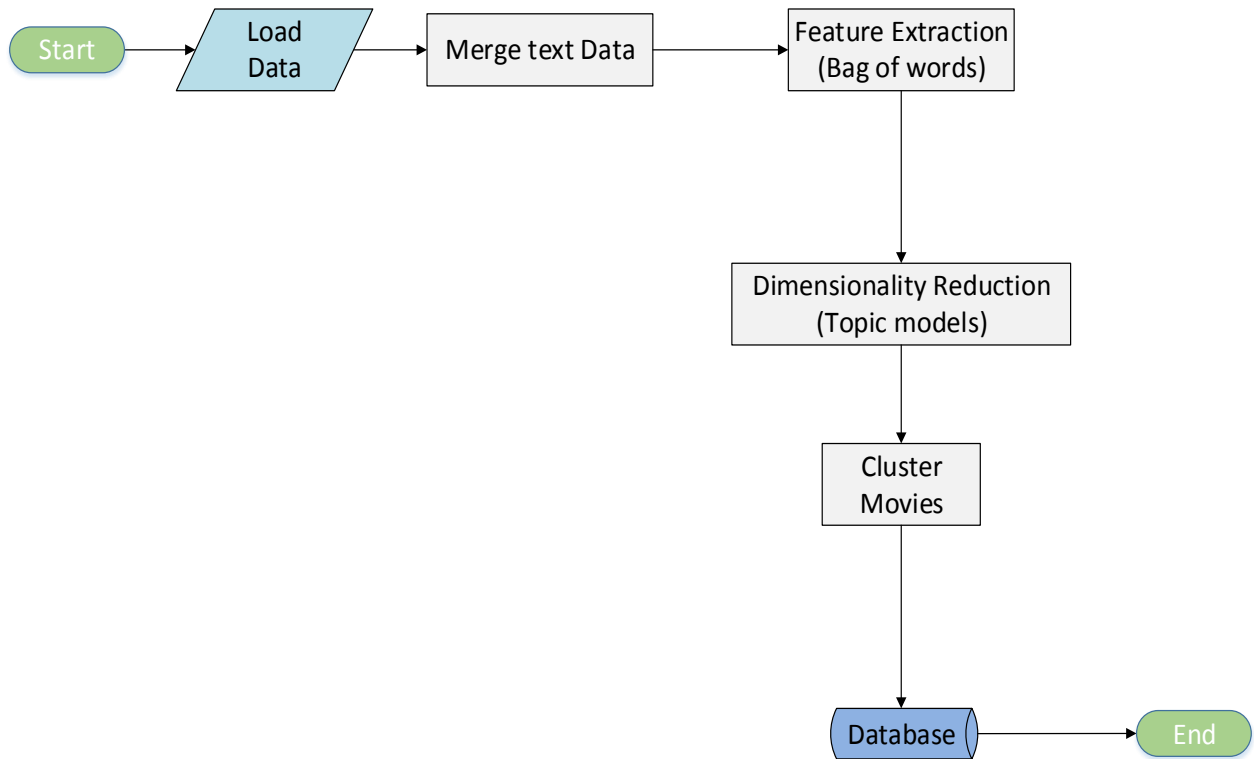 Start
Load
Data
Merge text Data
Feature Extraction
(Bag of words)
Dimensionality Reduction
(Topic models)
Cluster
Movies
Database
End